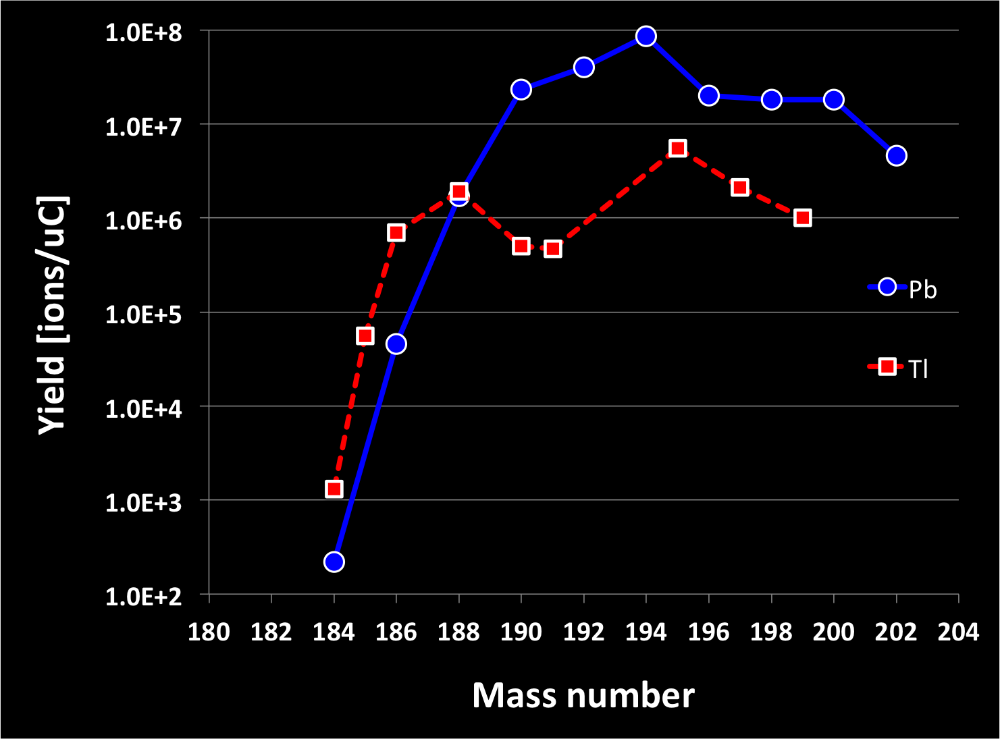 1.0E+8
1.0E+7
1.0E+6
1.0E+5
1.0E+4
1.0E+3
1.0E+2
Yield [ions/uC]
Pb
Tl
180 182 184 186 188 190 192 194 196 198 200 202 204
Mass number